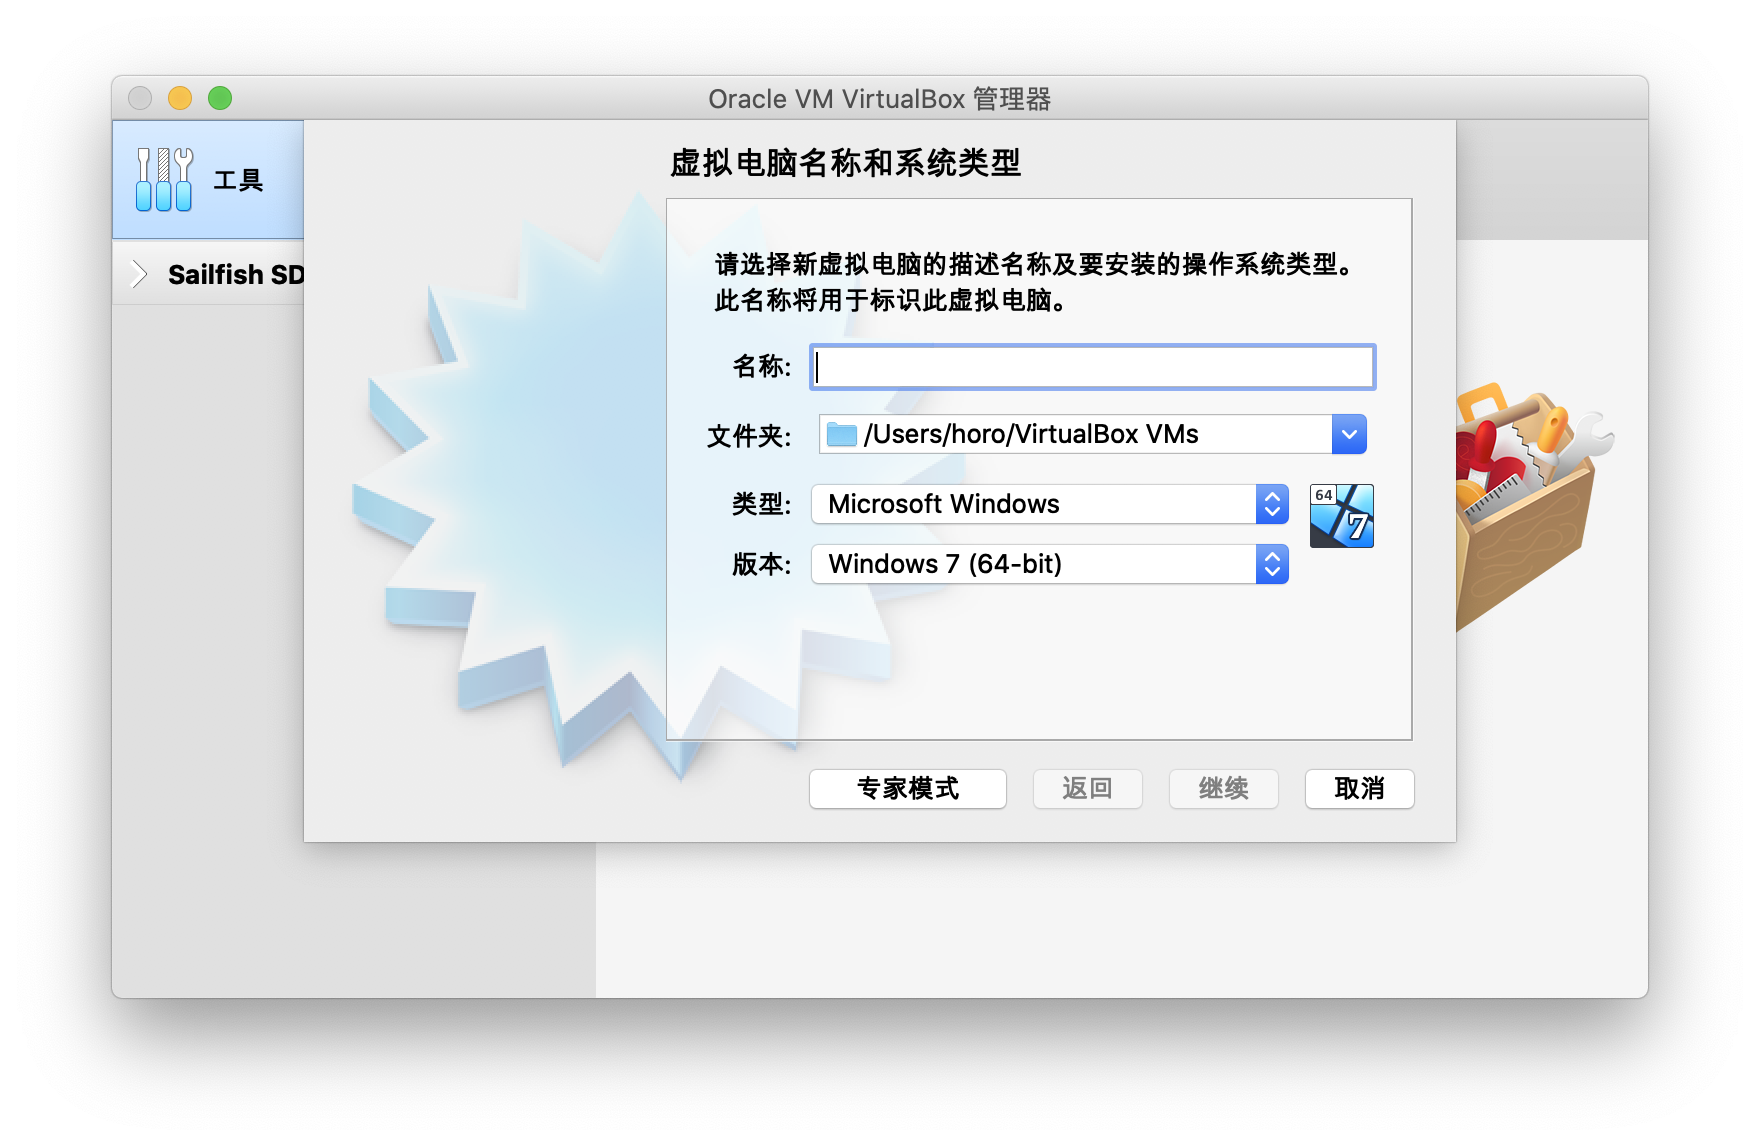 Oracle VM VirtualBox 管理器
工具
Sailfish SD
虚拟电脑名称和系统类型
请选择新虚拟电脑的描述名称及要安装的操作系统类型。
此名称将用于标识此虚拟电脑。
名称:
文件夹: /Users/horo/VirtualBox VMs
类型: Microsoft Windows
64
7
版本: Windows 7 (64-bit)
专家模式 返回 继续 取消